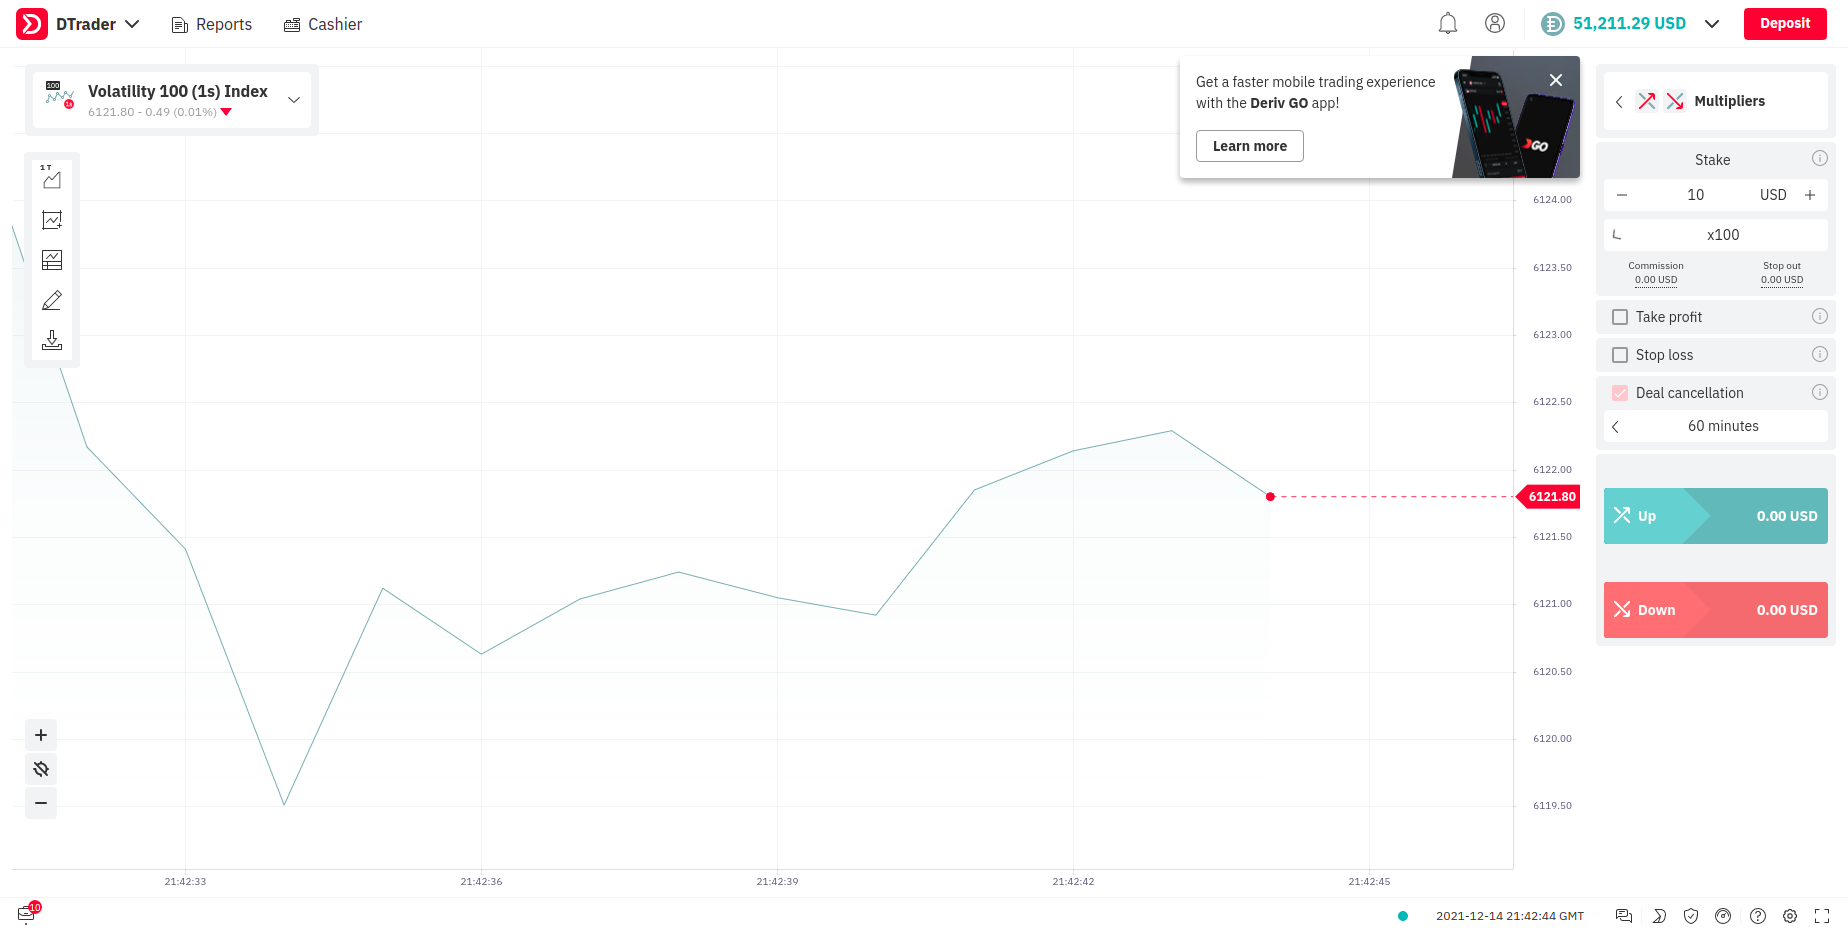 DTrader
Reports
Cashier
51,211.29 USD
Deposit
100
1s
Volatility 100 (1s) Index
6121.80 - 0.49 (0.01%)
Get a faster mobile trading experience
with the Deriv GO app!
Learn more
GO
Multipliers
Stake
10 USD
x100
Commission
0.00 USD
Stop out
0.00 USD
Take profit
Stop loss
Deal cancellation
60 minutes
Up 0.00 USD
Down 0.00 USD
1 T
6124.00
6123.50
6123.00
6122.50
6122.00
6121.80
6121.50
6121.00
6120.50
6120.00
6119.50
21:42:33
21:42:36
21:42:39
21:42:42
21:42:45
10
2021-12-14 21:42:44 GMT